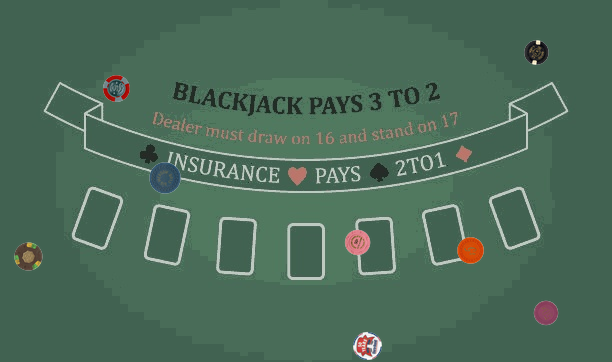 BLACKJACK PAYS 3 TO 2
Dealer must draw on 16 and stand on 17
INSURANCE PAYS 2TO1